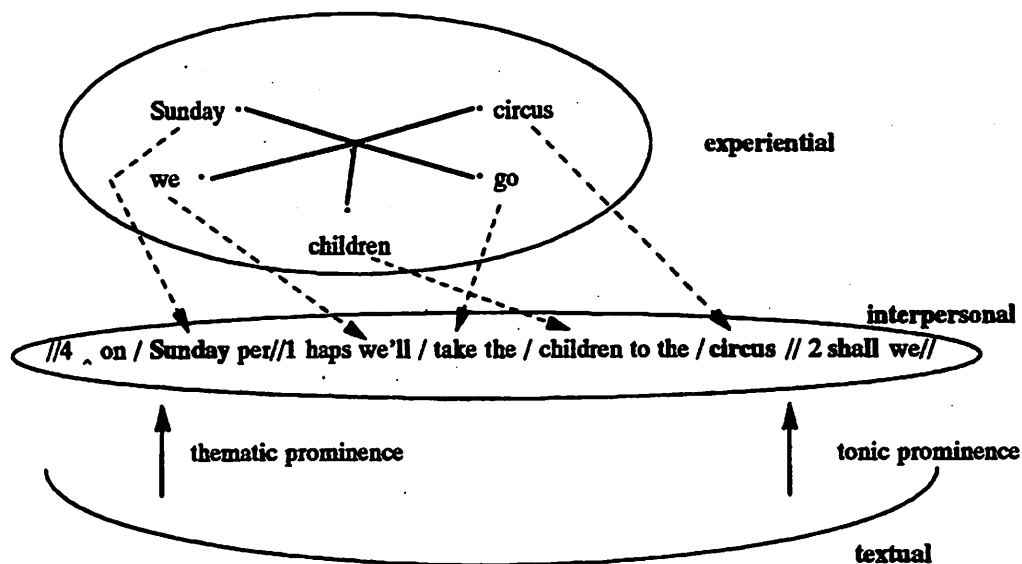 Sunday circus
experiential
we go
children
interpersonal
//4 ‸ on / Sunday per//1 haps we'll / take the / children to the / circus // 2 shall we//
thematic prominence tonic prominence
textual